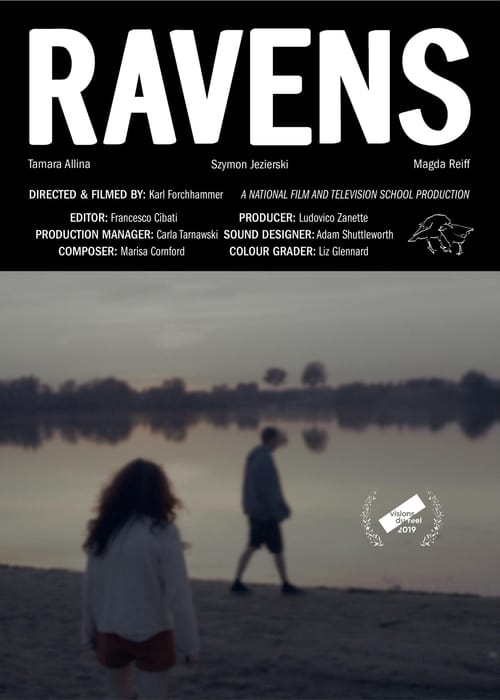 RAVENS
Tamara Allina Szymon Jezierski Magda Reiff
DIRECTED & FILMED BY: Karl Forchhammer A NATIONAL FILM AND TELEVISION SCHOOL PRODUCTION
EDITOR: Francesco Cibati PRODUCER: Ludovico Zanette
PRODUCTION MANAGER: Carla Tarnawski SOUND DESIGNER: Adam Shuttleworth
COMPOSER: Marisa Cornford COLOUR GRADER: Liz Glennard
visions
du réel
2019